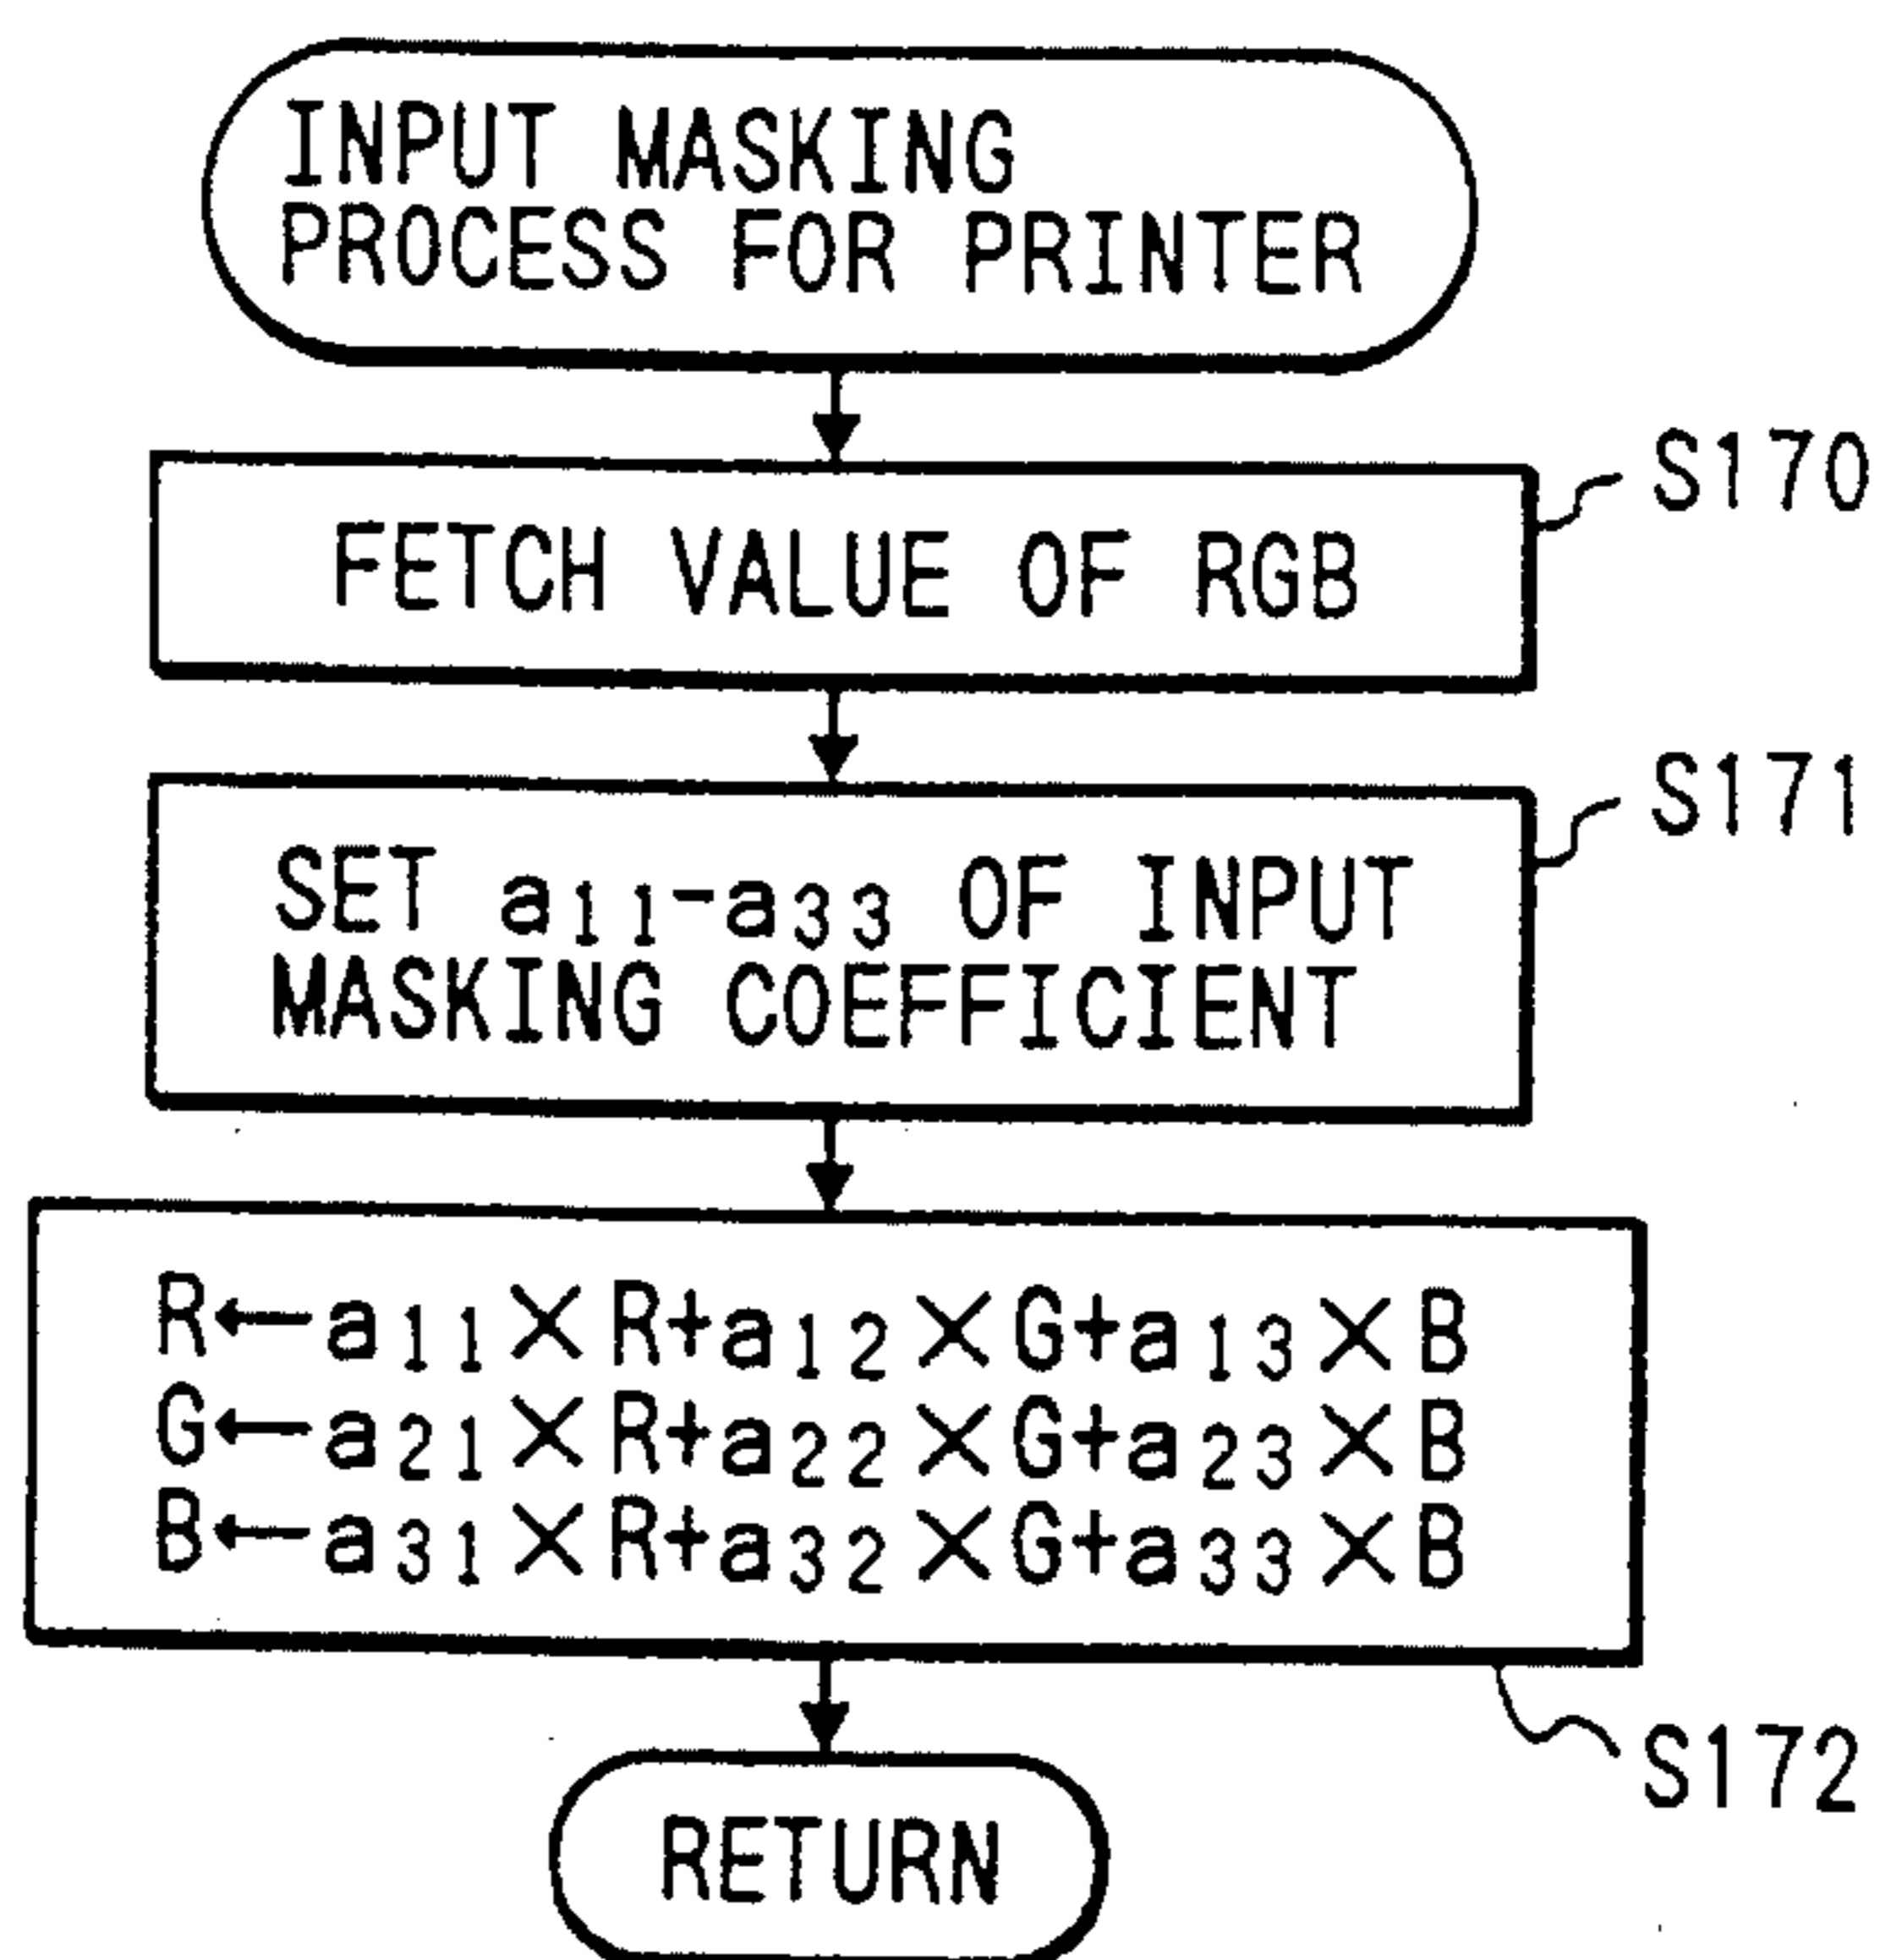 INPUT MASKING
PROCESS FOR PRINTER
S170
FETCH VALUE OF RGB
S171
SET a₁₁-a₃₃ OF INPUT
MASKING COEFFICIENT
R←a₁₁×R+a₁₂×G+a₁₃×B
G←a₂₁×R+a₂₂×G+a₂₃×B
B←a₃₁×R+a₃₂×G+a₃₃×B
S172
RETURN